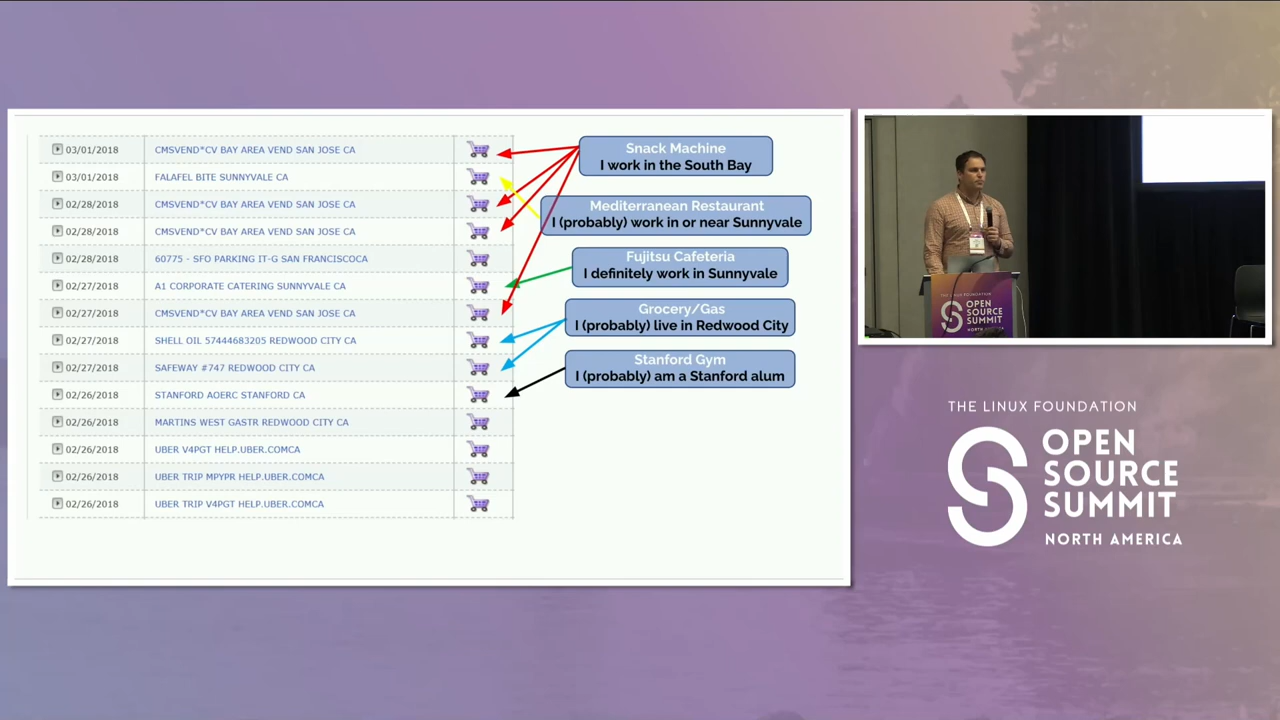 03/01/2018 CMSVEND*CV BAY AREA VEND SAN JOSE CA
03/01/2018 FALAFEL BITE SUNNYVALE CA
02/28/2018 CMSVEND*CV BAY AREA VEND SAN JOSE CA
02/28/2018 CMSVEND*CV BAY AREA VEND SAN JOSE CA
02/28/2018 60775 - SFO PARKING IT-G SAN FRANCISCOCA
02/27/2018 A1 CORPORATE CATERING SUNNYVALE CA
02/27/2018 CMSVEND*CV BAY AREA VEND SAN JOSE CA
02/27/2018 SHELL OIL 57444683205 REDWOOD CITY CA
02/27/2018 SAFEWAY #747 REDWOOD CITY CA
02/26/2018 STANFORD AOERC STANFORD CA
02/26/2018 MARTINS WEST GASTR REDWOOD CITY CA
02/26/2018 UBER V4PGT HELP.UBER.COMCA
02/26/2018 UBER TRIP MPYPR HELP.UBER.COMCA
02/26/2018 UBER TRIP V4PGT HELP.UBER.COMCA
Snack Machine
I work in the South Bay
Mediterranean Restaurant
I (probably) work in or near Sunnyvale
Fujitsu Cafeteria
I definitely work in Sunnyvale
Grocery/Gas
I (probably) live in Redwood City
Stanford Gym
I (probably) am a Stanford alum
THE LINUX FOUNDATION
OPEN
SOURCE
SUMMIT
NORTH AMERICA
THE LINUX FOUNDATION
OPEN
SOURCE
SUMMIT
NORTH AMERICA